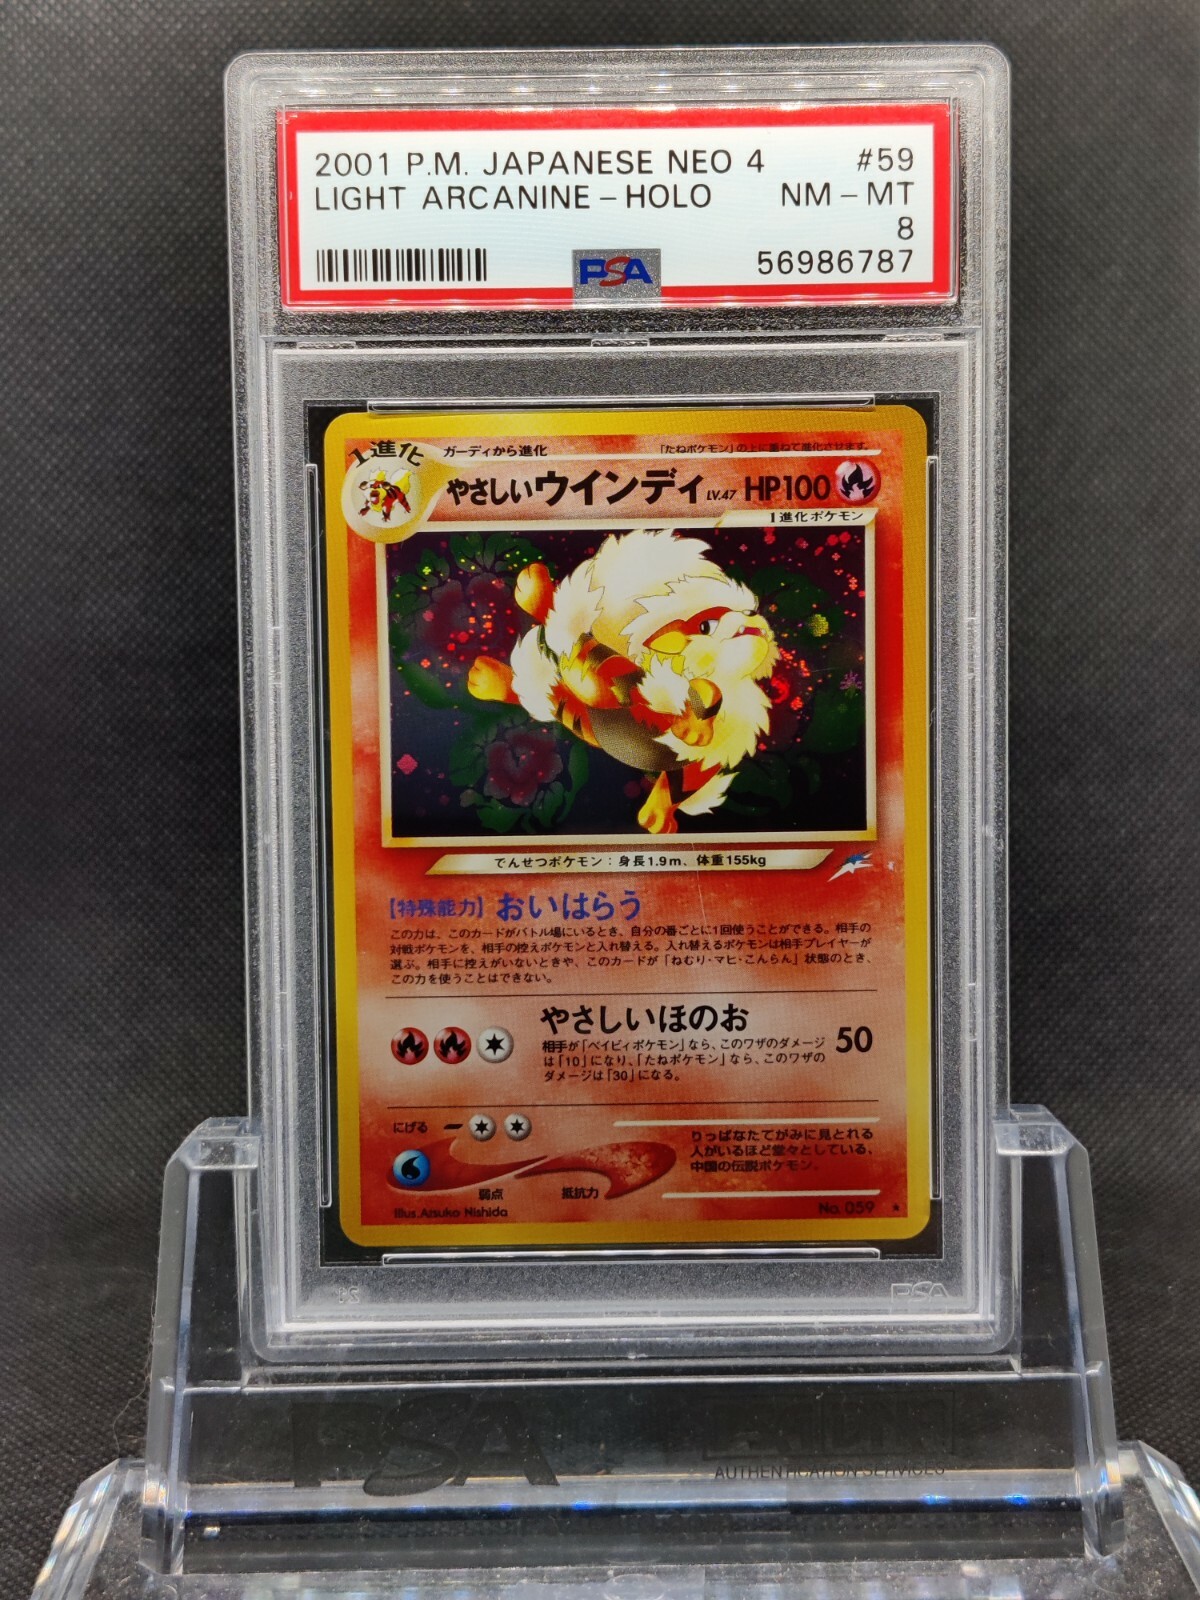 2001 P.M. JAPANESE NEO 4 #59
LIGHT ARCANINE - HOLO NM - MT
8
PSA 56986787
1進化
ガーディから進化 「たねポケモン」の上に重ねて進化させます。
やさしいウインディ LV.47 HP100
1進化ポケモン
でんせつポケモン：身長1.9m、体重155kg
【特殊能力】おいはらう
この力は、このカードがバトル場にいるとき、自分の番ごとに1回使うことができる。相手の
対戦ポケモンを、相手の控えポケモンと入れ替える。入れ替えるポケモンは相手プレイヤーが
選ぶ。相手に控えがいないときや、このカードが「ねむり・マヒ・こんらん」状態のとき、
この力を使うことはできない。
やさしいほのお
相手が「ベイビィポケモン」なら、このワザのダメージ
は「10」になり、「たねポケモン」なら、このワザの
ダメージは「30」になる。
50
にげる
りっぱなたてがみに見とれる
人がいるほど堂々としている、
中国の伝説ポケモン。
弱点 抵抗力
Illus. Atsuko Nishida No. 059 ★
PSA
PSA
AUTHENTICATION SERVICES